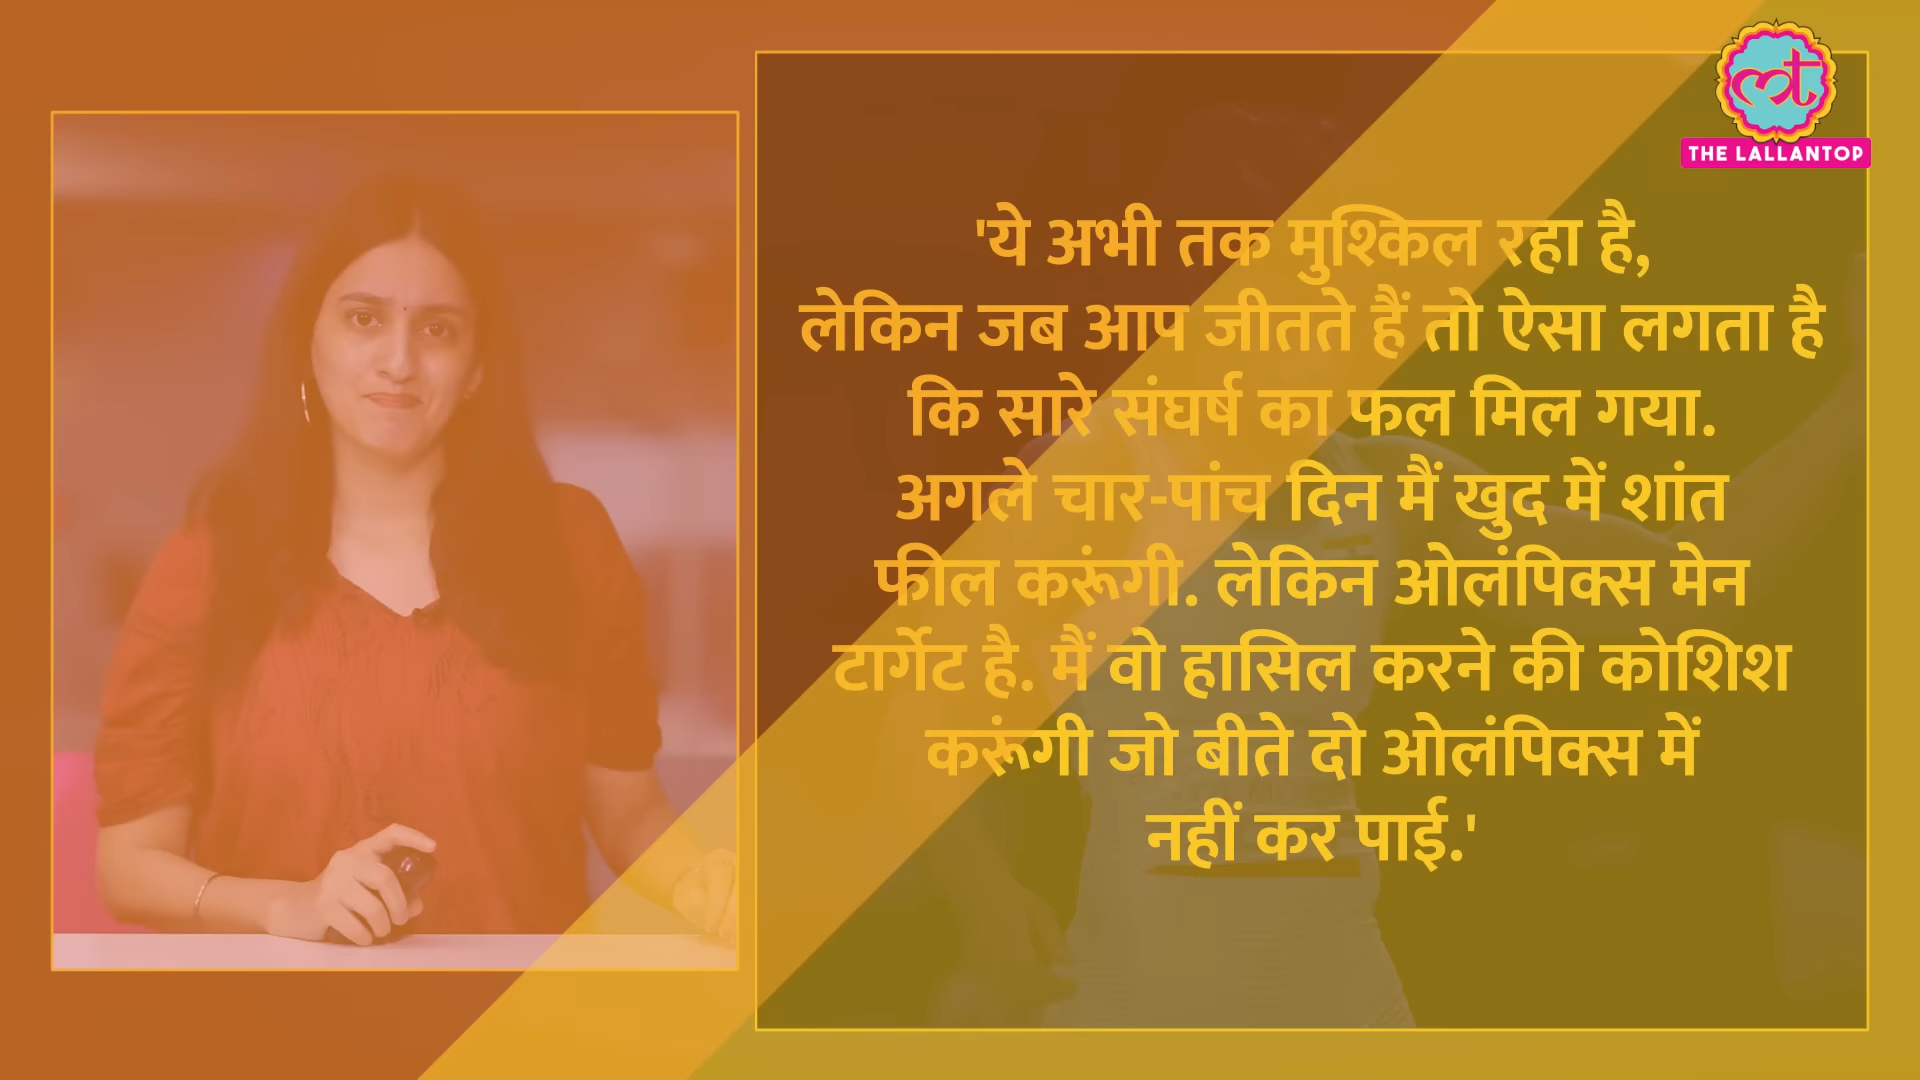 THE LALLANTOP
'ये अभी तक मुश्किल रहा है,
लेकिन जब आप जीतते हैं तो ऐसा लगता है
कि सारे संघर्ष का फल मिल गया.
अगले चार-पांच दिन मैं खुद में शांत
फील करूंगी. लेकिन ओलंपिक्स मेन
टार्गेट है. मैं वो हासिल करने की कोशिश
करूंगी जो बीते दो ओलंपिक्स में
नहीं कर पाई.'